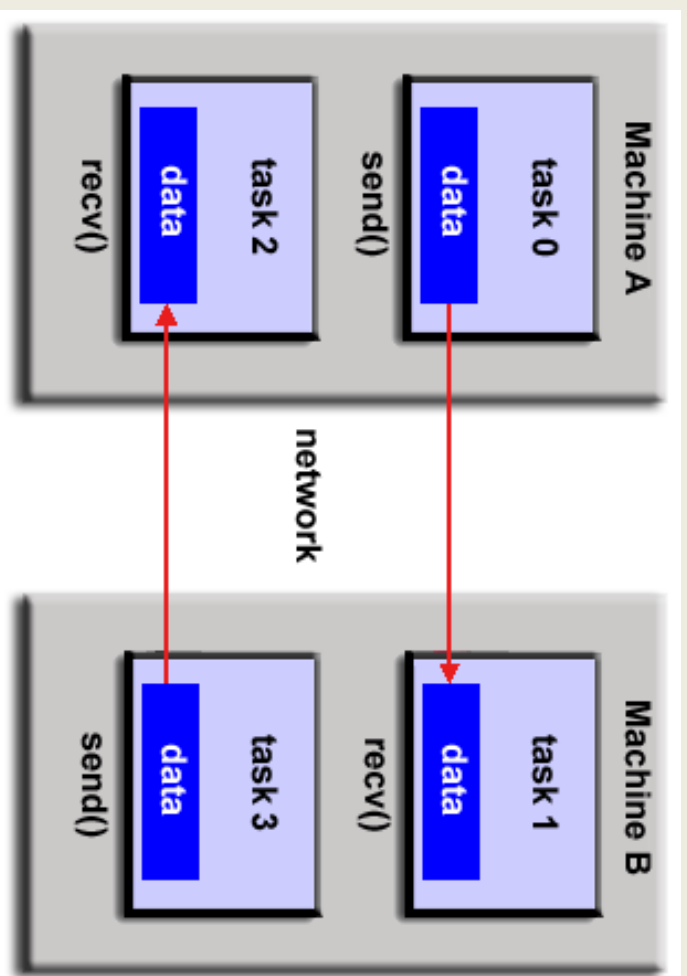 Machine A
task 0
data
send()
task 2
data
recv()
network
Machine B
task 1
data
recv()
task 3
data
send()